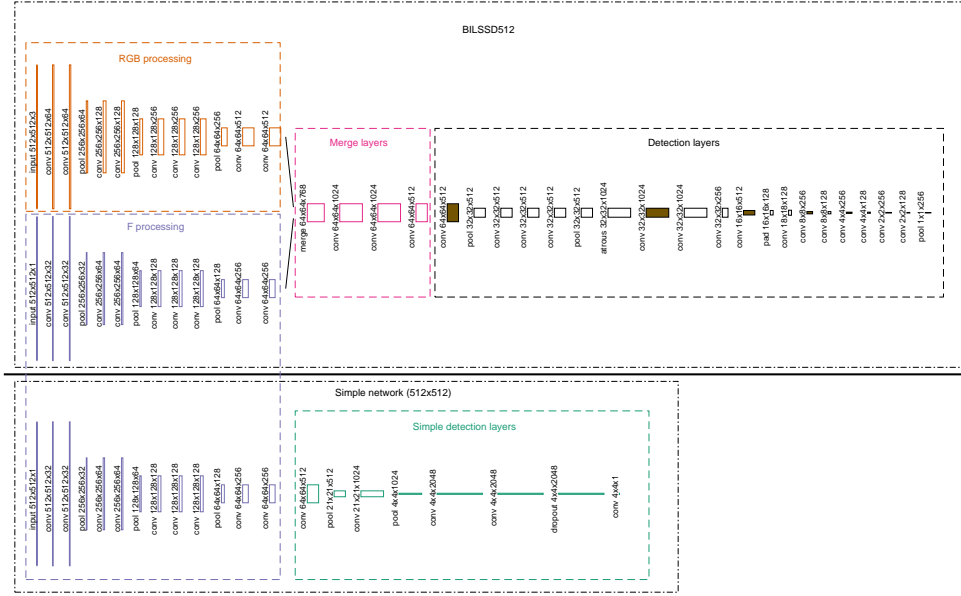 BILSSD512
RGB processing
input 512x512x3
conv 512x512x64
conv 512x512x64
pool 256x256x64
conv 256x256x128
conv 256x256x128
pool 128x128x128
conv 128x128x256
conv 128x128x256
conv 128x128x256
pool 64x64x256
conv 64x64x512
conv 64x64x512
F processing
input 512x512x1
conv 512x512x32
conv 512x512x32
pool 256x256x32
conv 256x256x64
conv 256x256x64
pool 128x128x64
conv 128x128x128
conv 128x128x128
conv 128x128x128
pool 64x64x128
conv 64x64x256
conv 64x64x256
Merge layers
merge 64x64x768
conv 64x64x1024
conv 64x64x1024
conv 64x64x512
Detection layers
conv 64x64x512
pool 32x32x512
conv 32x32x512
conv 32x32x512
conv 32x32x512
pool 32x32x512
atrous 32x32x1024
conv 32x32x1024
conv 32x32x1024
conv 32x32x256
conv 16x16x512
pad 16x16x128
conv 18x18x128
conv 8x8x256
conv 8x8x128
conv 4x4x256
conv 4x4x128
conv 2x2x256
conv 2x2x128
pool 1x1x256
Simple network (512x512)
input 512x512x1
conv 512x512x32
conv 512x512x32
pool 256x256x32
conv 256x256x64
conv 256x256x64
pool 128x128x64
conv 128x128x128
conv 128x128x128
conv 128x128x128
pool 64x64x128
conv 64x64x256
conv 64x64x256
Simple detection layers
conv 64x64x512
pool 21x21x512
conv 21x21x1024
pool 4x4x1024
conv 4x4x2048
conv 4x4x2048
dropout 4x4x2048
conv 4x4x1